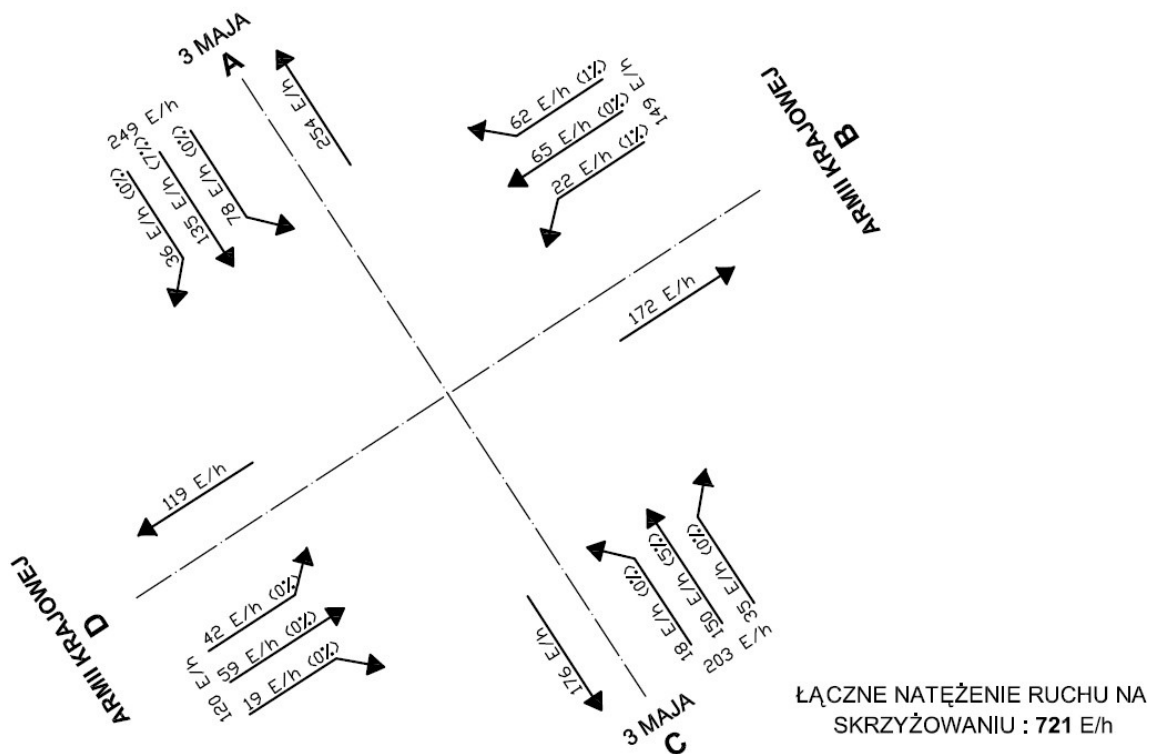 3 MAJA
A
254 E/h
249 E/h
36 E/h (0%)
135 E/h (7%)
78 E/h (0%)
62 E/h (1%)
65 E/h (0%)
22 E/h (1%)
149 E/h
ARMII KRAJOWEJ
B
172 E/h
119 E/h
ARMII KRAJOWEJ
D
120 E/h
42 E/h (0%)
59 E/h (0%)
19 E/h (0%)
176 E/h
18 E/h (0%)
150 E/h (5%)
35 E/h (0%)
203 E/h
3 MAJA
C
ŁĄCZNE NATĘŻENIE RUCHU NA
SKRZYŻOWANIU : 721 E/h